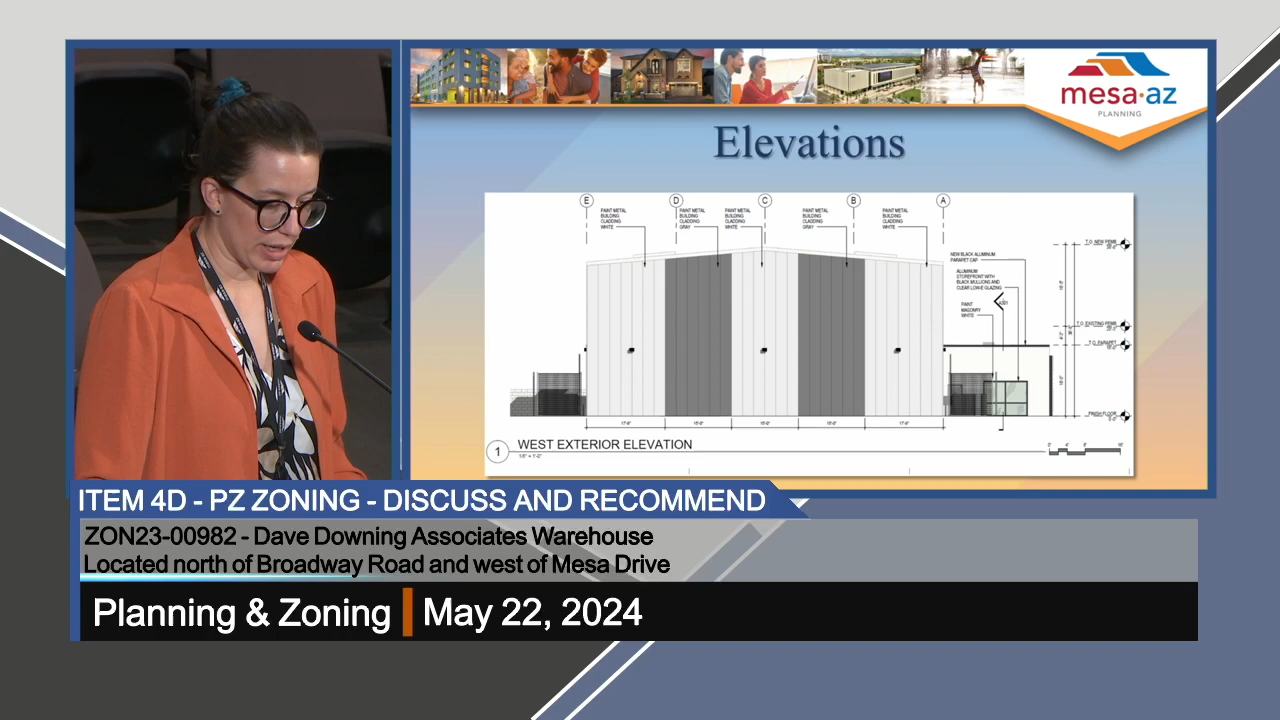 mesa·az
PLANNING
Elevations
E
D
C
B
A
PAINT METAL
BUILDING
CLADDING
WHITE
PAINT METAL
BUILDING
CLADDING
GRAY
PAINT METAL
BUILDING
CLADDING
WHITE
PAINT METAL
BUILDING
CLADDING
GRAY
PAINT METAL
BUILDING
CLADDING
WHITE
NEW BLACK ALUMINUM
PARAPET CAP
ALUMINUM
STOREFRONT WITH
BLACK MULLIONS AND
CLEAR LOW-E GLAZING
PAINT
MASONRY
WHITE
T.O. NEW PEMB
T.O. EXISTING PEMB
T.O. PARAPET
FINISH FLOOR
1
WEST EXTERIOR ELEVATION
ITEM 4D - PZ ZONING - DISCUSS AND RECOMMEND
ZON23-00982 - Dave Downing Associates Warehouse
Located north of Broadway Road and west of Mesa Drive
Planning & Zoning
May 22, 2024